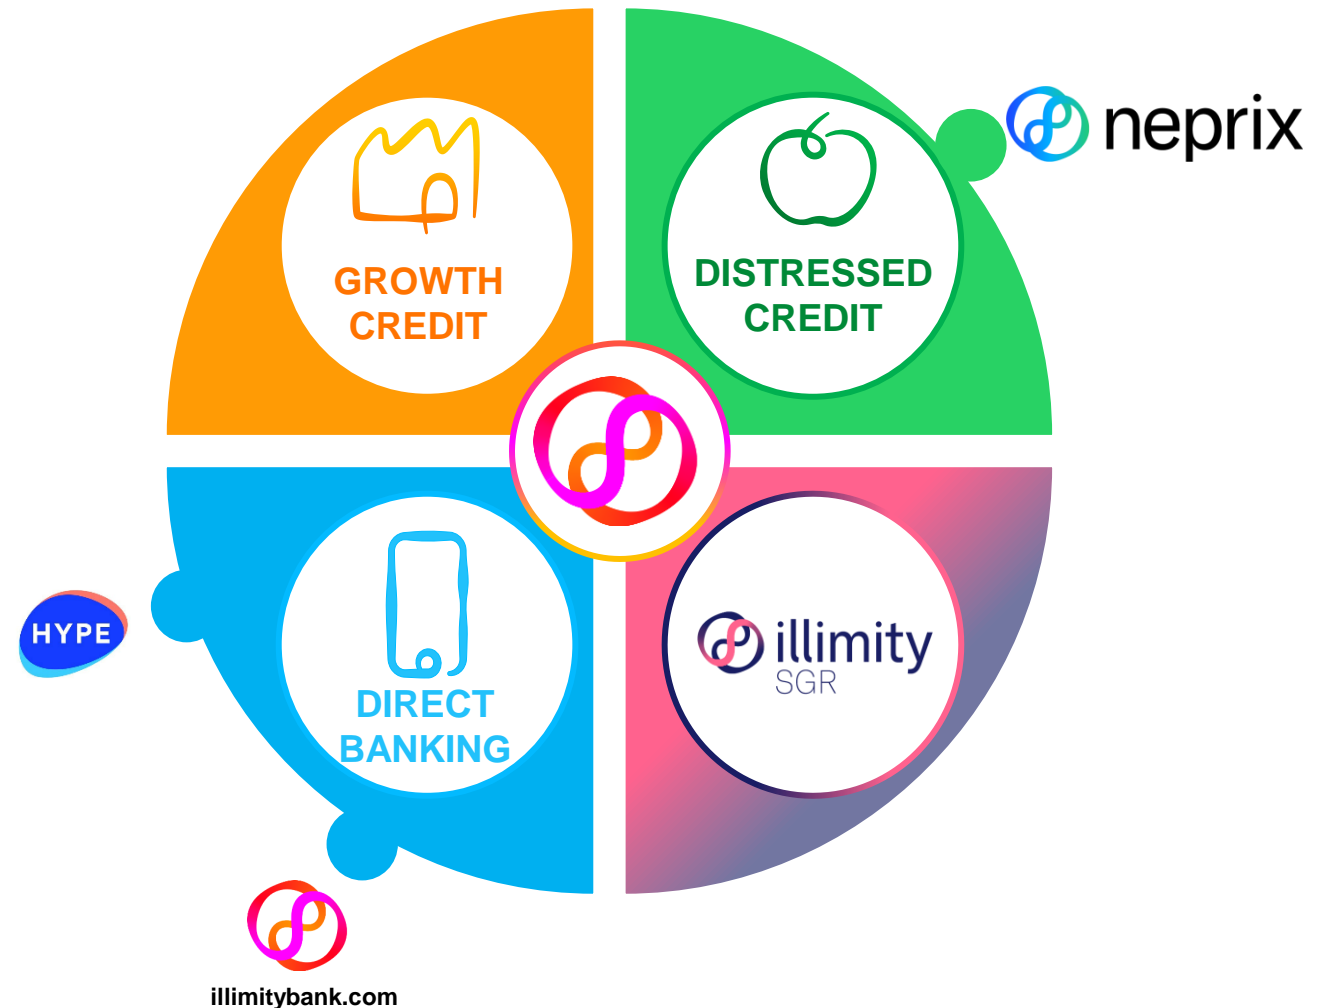 neprix
GROWTH
CREDIT
DISTRESSED
CREDIT
HYPE
DIRECT
BANKING
illimity
SGR
illimitybank.com